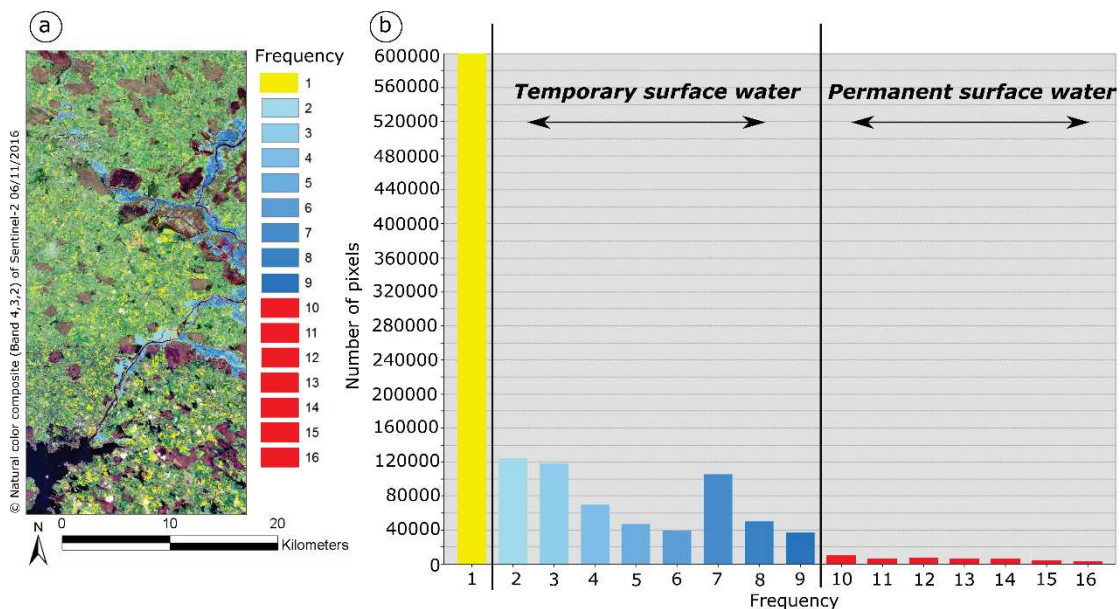 a
Frequency
1
2
3
4
5
6
7
8
9
10
11
12
13
14
15
16
© Natural color composite (Band 4,3,2) of Sentinel-2 06/11/2016
N
0 10 20
Kilometers
b
Temporary surface water
Permanent surface water
Number of pixels
600000
560000
520000
480000
440000
400000
360000
320000
280000
240000
200000
160000
120000
80000
40000
0
1 2 3 4 5 6 7 8 9 10 11 12 13 14 15 16
Frequency